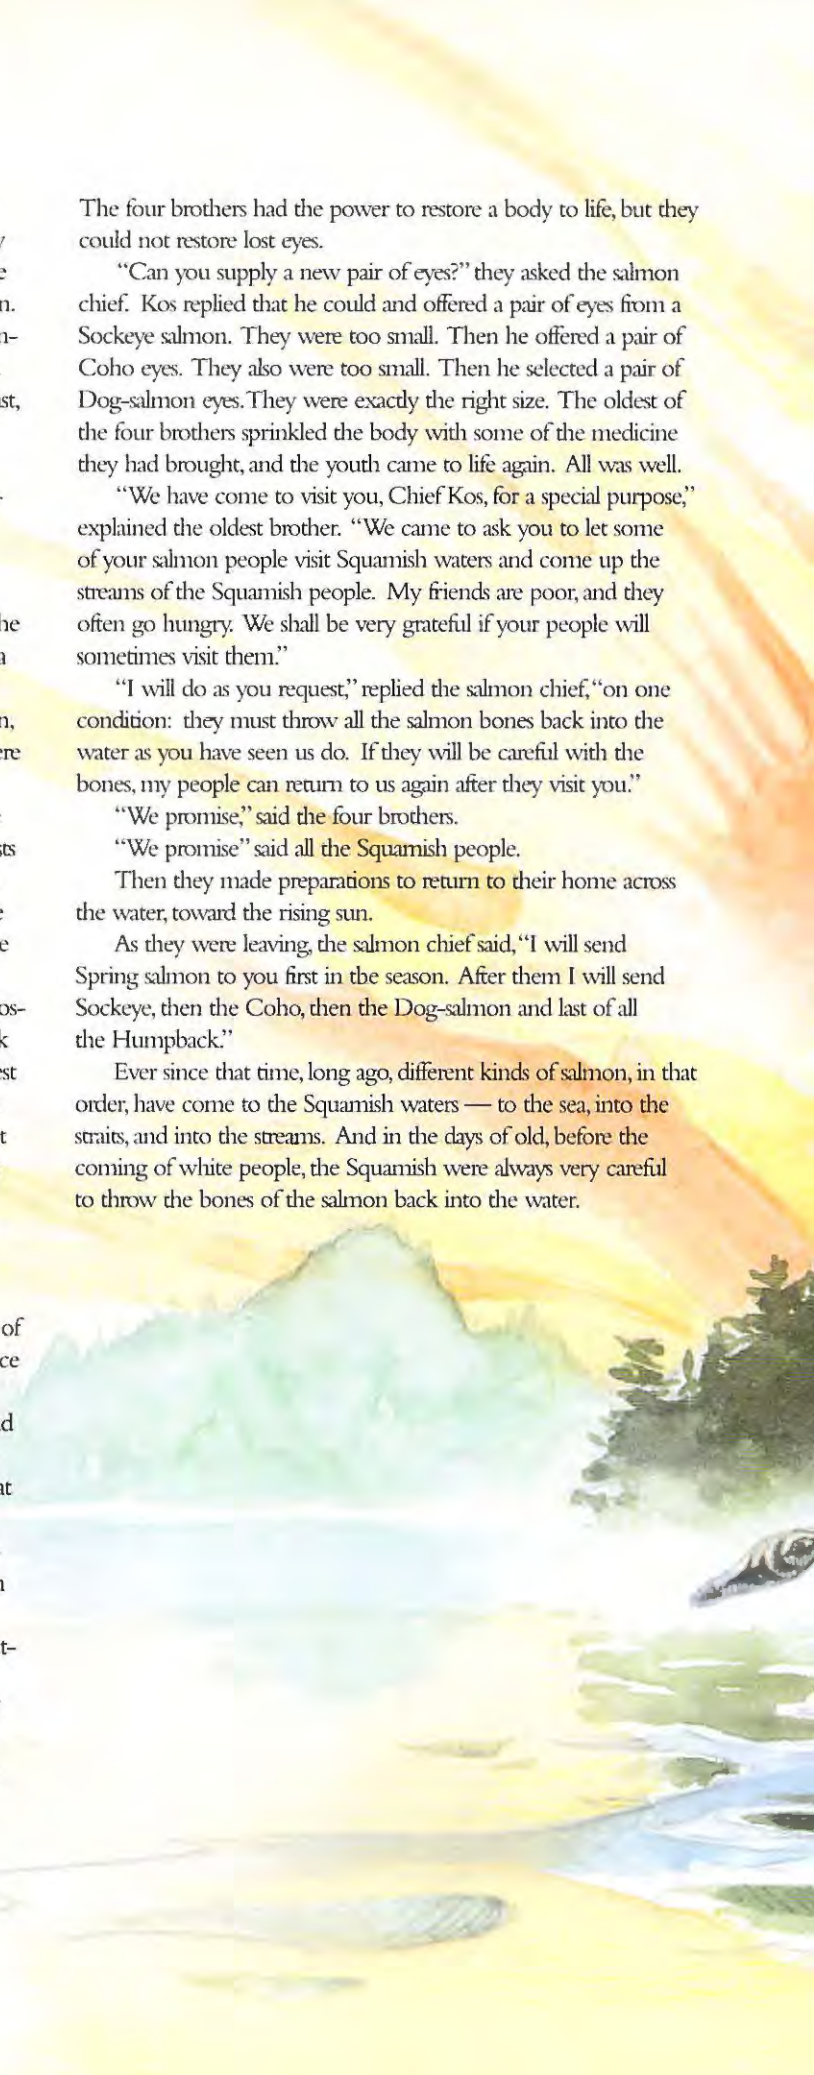 The four brothers had the power to restore a body to life, but they
could not restore lost eyes.
“Can you supply a new pair of eyes?” they asked the salmon
chief. Kos replied that he could and offered a pair of eyes from a
Sockeye salmon. They were too small. Then he offered a pair of
Coho eyes. They also were too small. Then he selected a pair of
Dog-salmon eyes. They were exactly the right size. The oldest of
the four brothers sprinkled the body with some of the medicine
they had brought, and the youth came to life again. All was well.
“We have come to visit you, Chief Kos, for a special purpose,”
explained the oldest brother. “We came to ask you to let some
of your salmon people visit Squamish waters and come up the
streams of the Squamish people. My friends are poor, and they
often go hungry. We shall be very grateful if your people will
sometimes visit them.”
“I will do as you request,” replied the salmon chief, “on one
condition: they must throw all the salmon bones back into the
water as you have seen us do. If they will be careful with the
bones, my people can return to us again after they visit you.”
“We promise,” said the four brothers.
“We promise” said all the Squamish people.
Then they made preparations to return to their home across
the water, toward the rising sun.
As they were leaving, the salmon chief said, “I will send
Spring salmon to you first in the season. After them I will send
Sockeye, then the Coho, then the Dog-salmon and last of all
the Humpback.”
Ever since that time, long ago, different kinds of salmon, in that
order, have come to the Squamish waters — to the sea, into the
straits, and into the streams. And in the days of old, before the
coming of white people, the Squamish were always very careful
to throw the bones of the salmon back into the water.